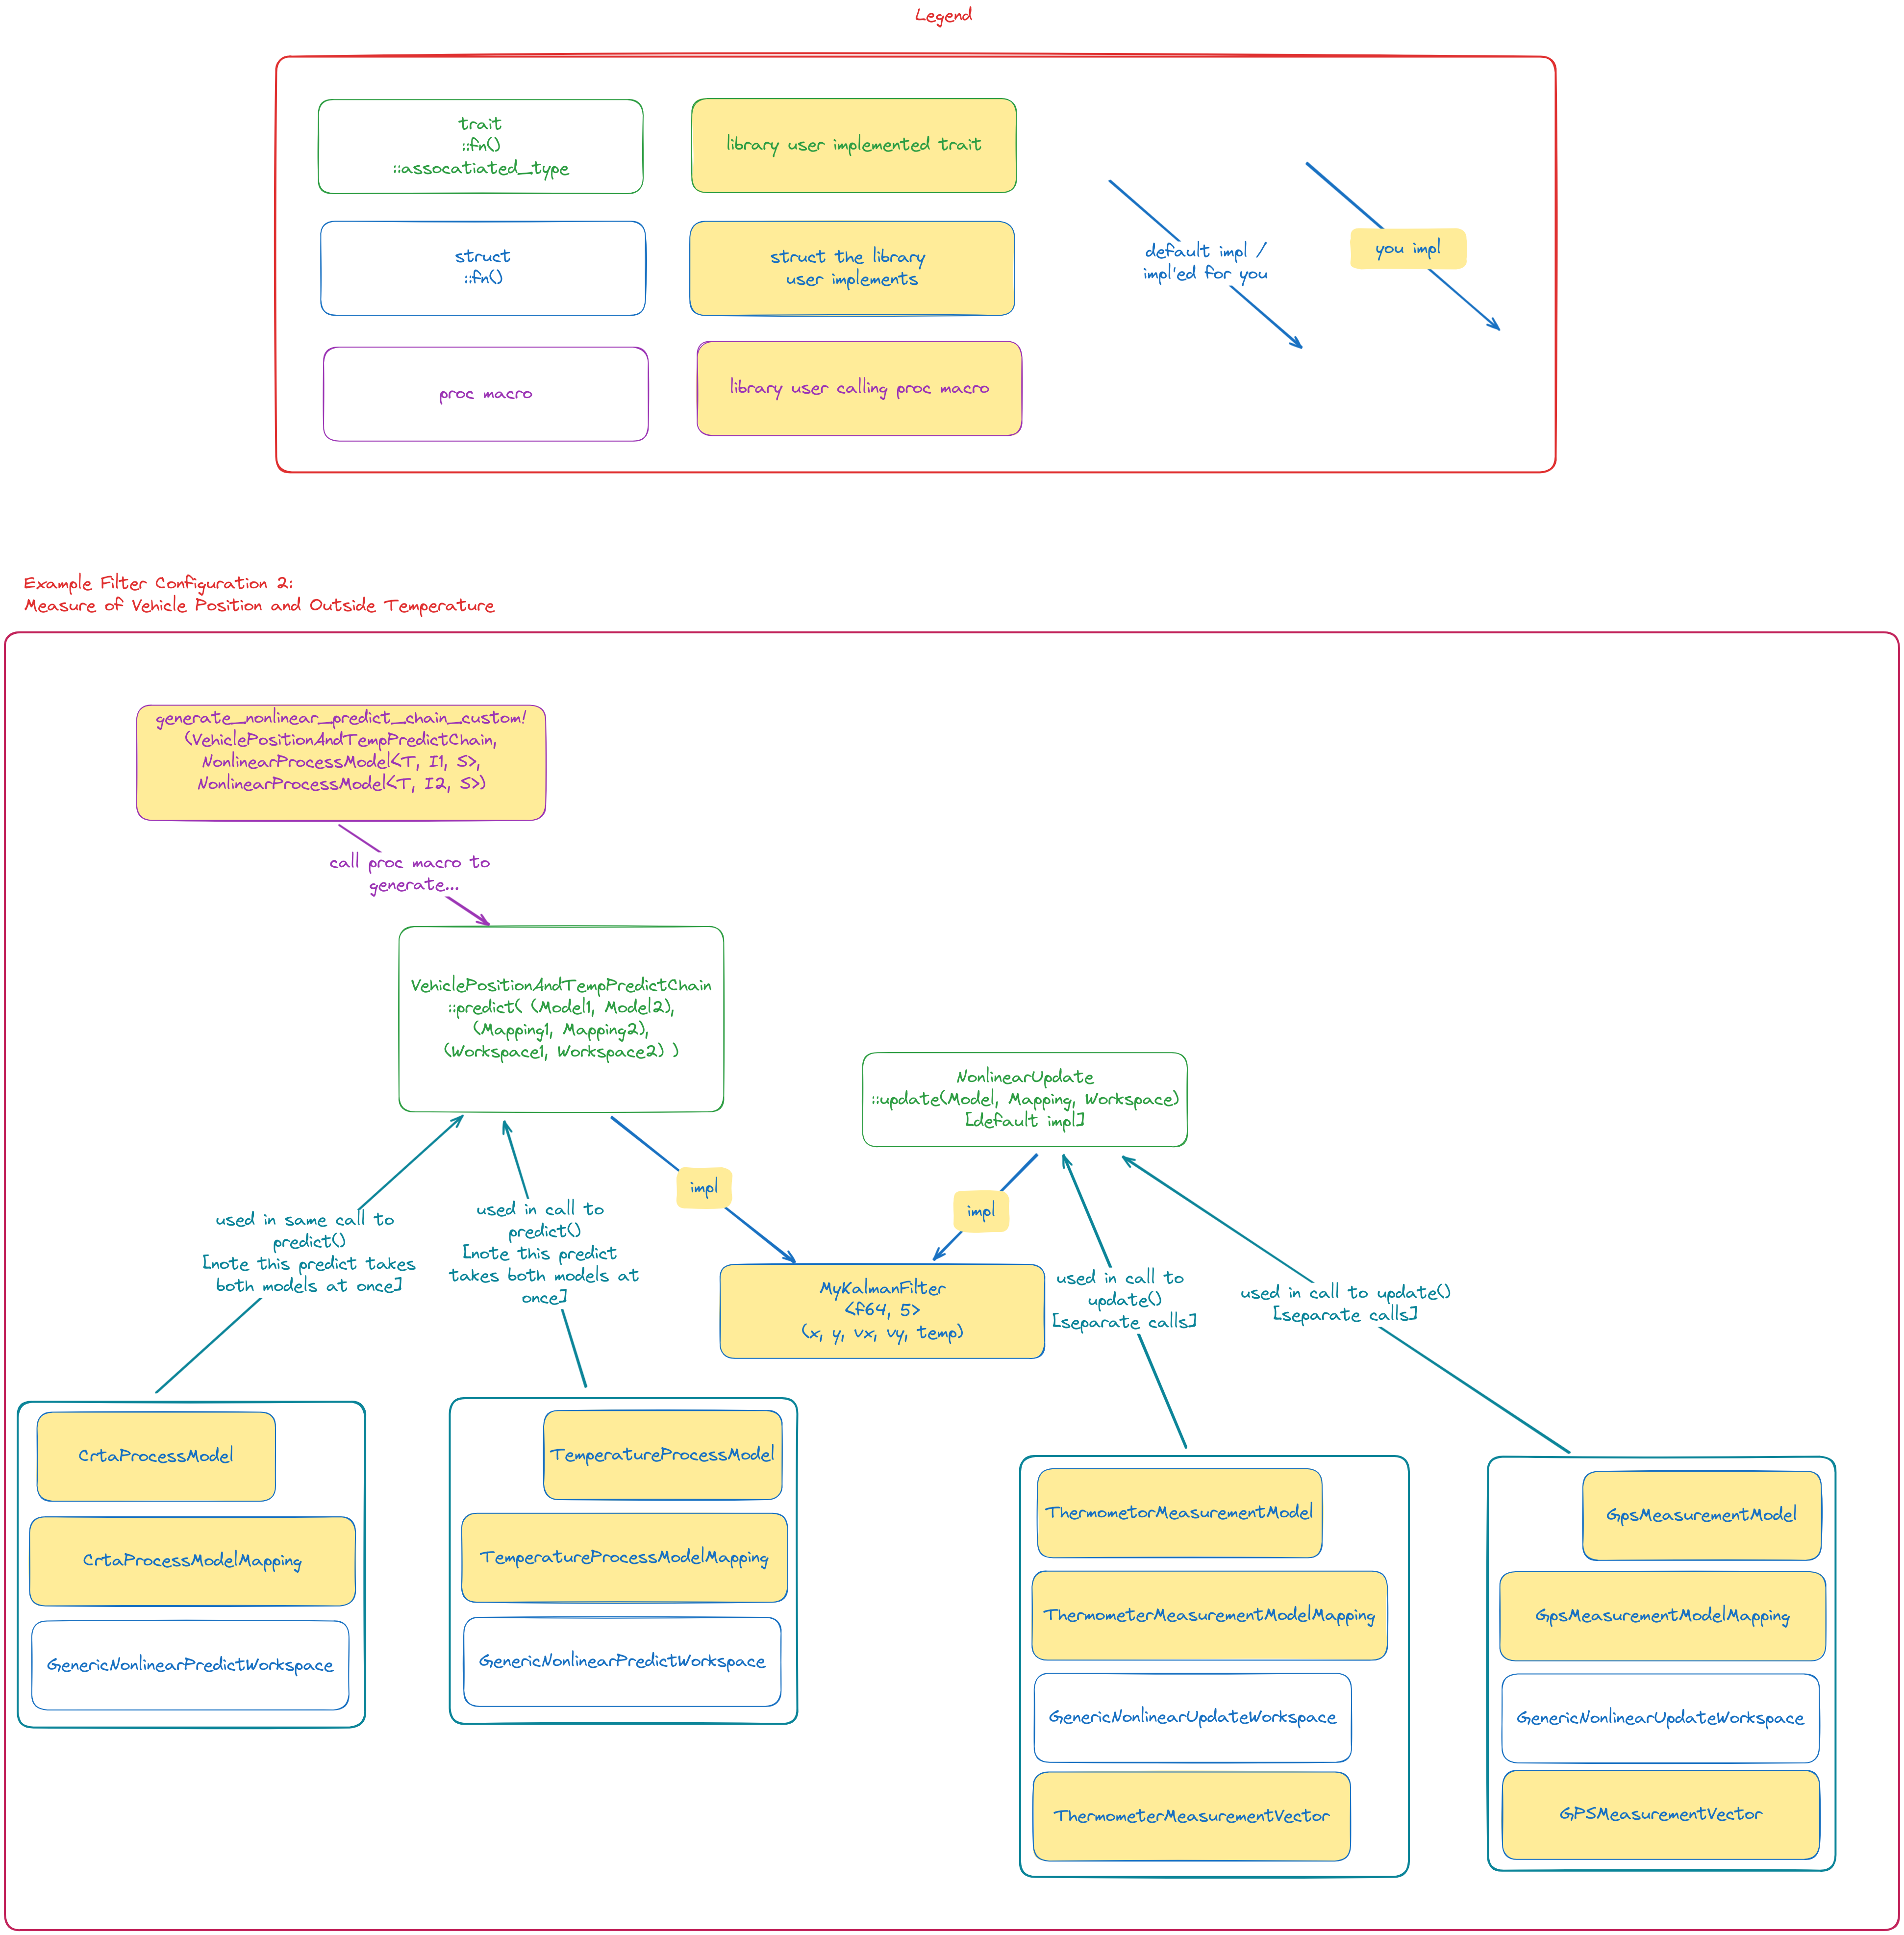 Legend
trait
::fn()
::assocatiated_type
library user implemented trait
struct
::fn()
struct the library
user implements
proc macro
library user calling proc macro
default impl /
impl'ed for you
you impl
Example Filter Configuration 2:
Measure of Vehicle Position and Outside Temperature
generate_nonlinear_predict_chain_custom!
(VehiclePositionAndTempPredictChain,
NonlinearProcessModel<T, I1, S>,
NonlinearProcessModel<T, I2, S>)
call proc macro to
generate...
VehiclePositionAndTempPredictChain
::predict( (Model1, Model2),
(Mapping1, Mapping2),
(Workspace1, Workspace2) )
NonlinearUpdate
::update(Model, Mapping, Workspace)
[default impl]
used in same call to
predict()
[note this predict takes
both models at once]
used in call to
predict()
[note this predict
takes both models at
once]
impl
impl
MyKalmanFilter
<f64, 5>
(x, y, vx, vy, temp)
used in call to
update()
[separate calls]
used in call to update()
[separate calls]
CrtaProcessModel
CrtaProcessModelMapping
GenericNonlinearPredictWorkspace
TemperatureProcessModel
TemperatureProcessModelMapping
GenericNonlinearPredictWorkspace
ThermometorMeasurementModel
ThermometerMeasurementModelMapping
GenericNonlinearUpdateWorkspace
ThermometerMeasurementVector
GpsMeasurementModel
GpsMeasurementModelMapping
GenericNonlinearUpdateWorkspace
GPSMeasurementVector